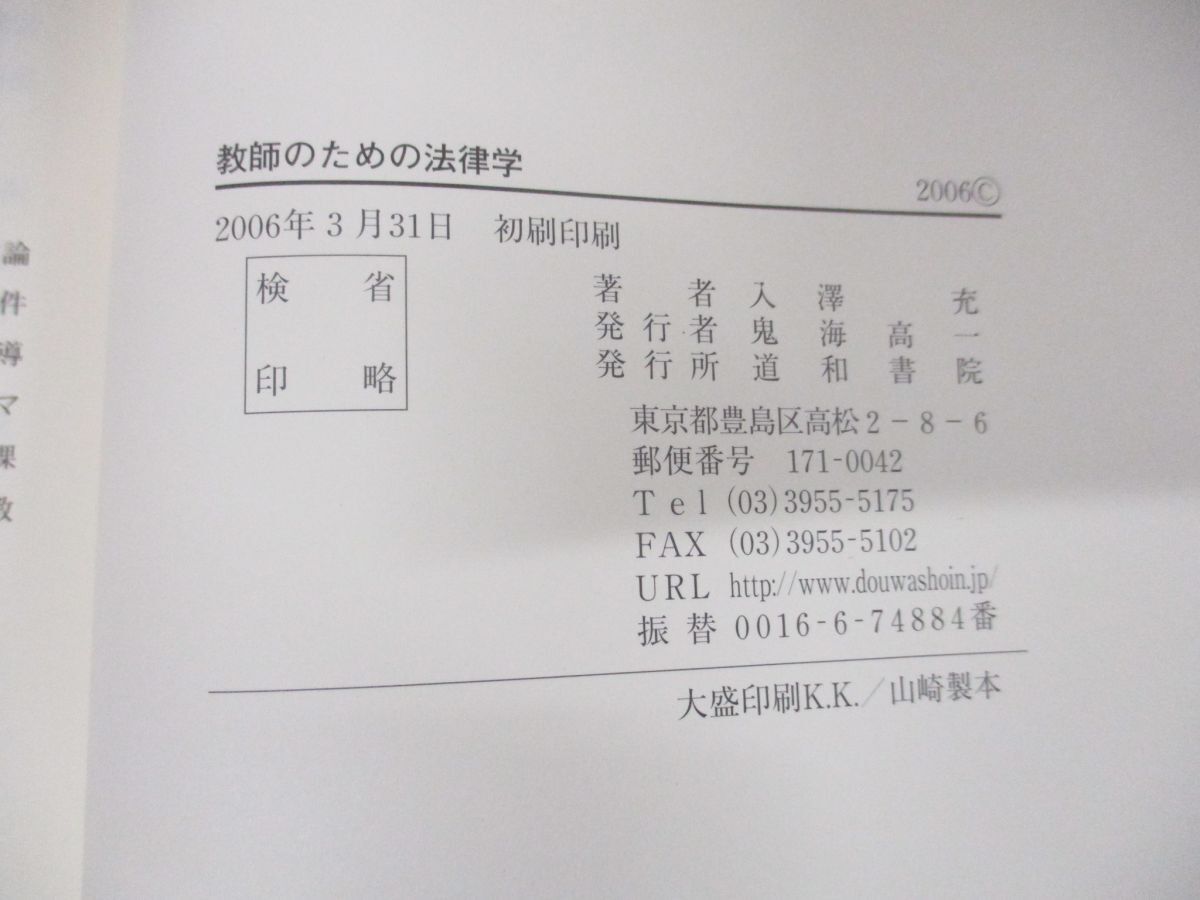 教師のための法律学
2006©
2006年3月31日 初刷印刷
検 省
印 略
著 者 入 澤 充
発 行 者 鬼 海 高 一
発 行 所 道 和 書 院
東京都豊島区高松2-8-6
郵便番号 171-0042
Tel (03)3955-5175
FAX (03)3955-5102
URL http://www.douwashoin.jp/
振替 0016-6-74884番
大盛印刷K.K./山崎製本
論
件
導
マ
課
教